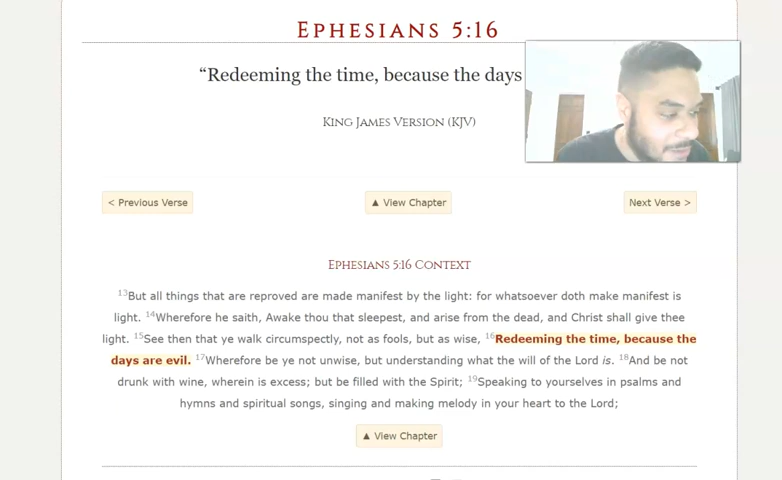 EPHESIANS 5:16
“Redeeming the time, because the days
KING JAMES VERSION (KJV)
< Previous Verse
▲ View Chapter
Next Verse >
EPHESIANS 5:16 CONTEXT
13But all things that are reproved are made manifest by the light: for whatsoever doth make manifest is
light. 14Wherefore he saith, Awake thou that sleepest, and arise from the dead, and Christ shall give thee
light. 15See then that ye walk circumspectly, not as fools, but as wise, 16Redeeming the time, because the
days are evil. 17Wherefore be ye not unwise, but understanding what the will of the Lord is. 18And be not
drunk with wine, wherein is excess; but be filled with the Spirit; 19Speaking to yourselves in psalms and
hymns and spiritual songs, singing and making melody in your heart to the Lord;
▲ View Chapter